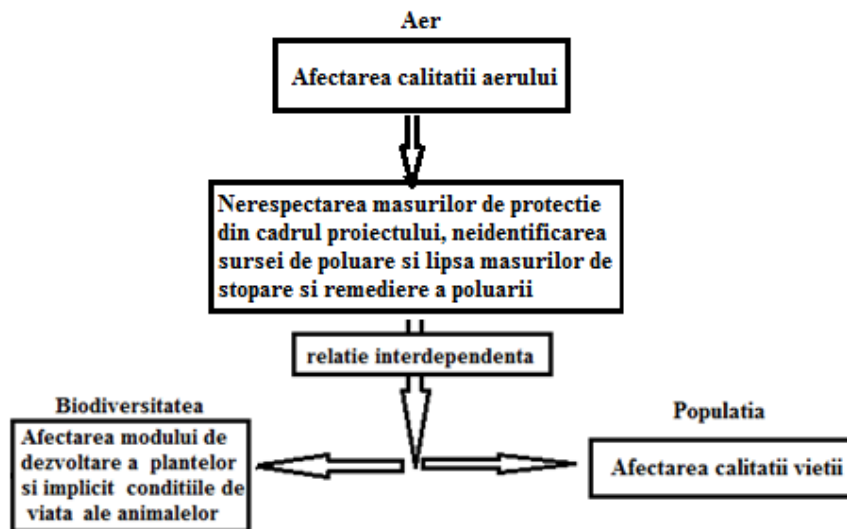 Aer
Afectarea calitatii aerului
Nerespectarea masurilor de protectie
din cadrul proiectului, neidentificarea
sursei de poluare si lipsa masurilor de
stopare si remediere a poluarii
relatie interdependenta
Biodiversitatea
Afectarea modului de
dezvoltare a plantelor
si implicit conditiile de
viata ale animalelor
Populatia
Afectarea calitatii vietii